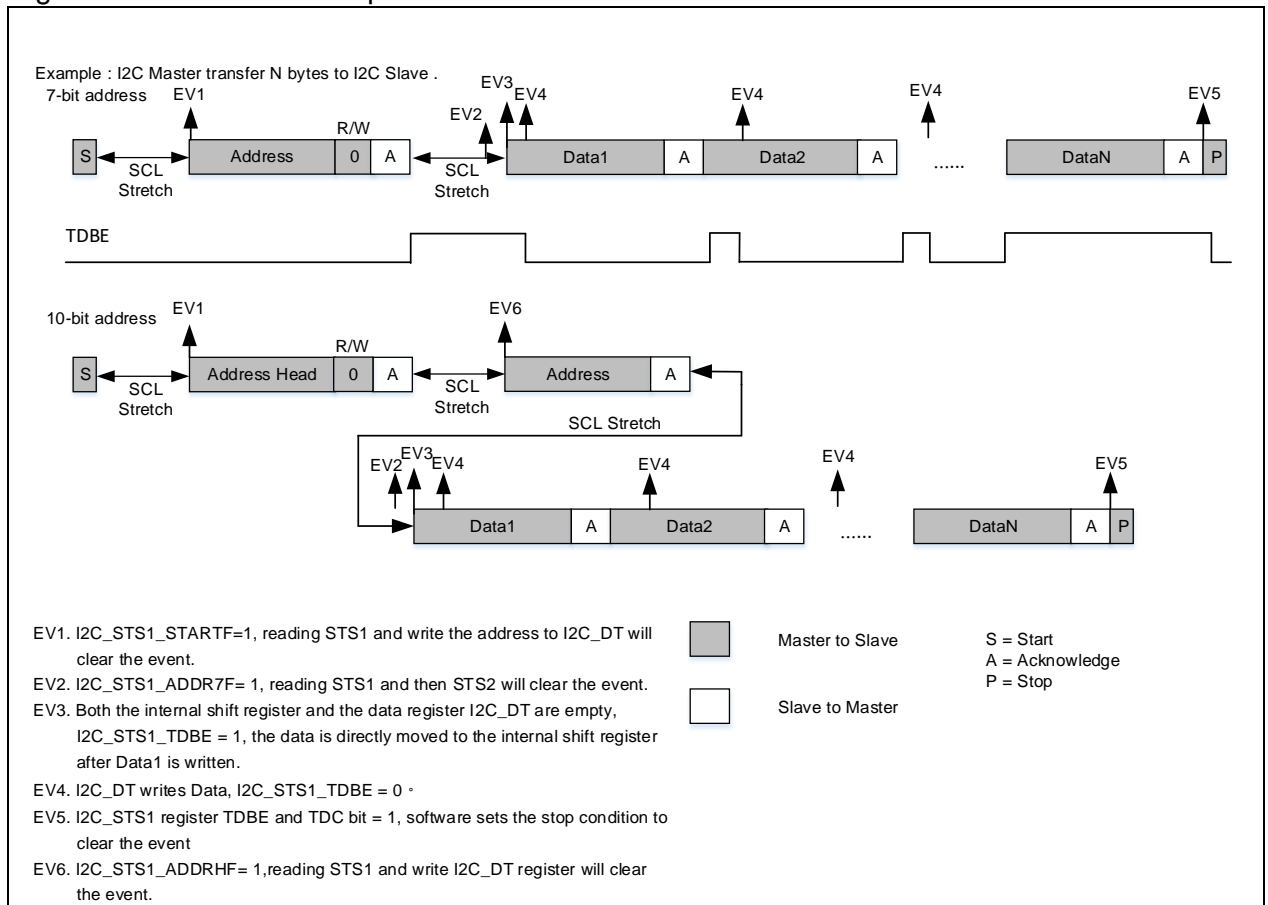 Example : I2C Master transfer N bytes to I2C Slave .
7-bit address
EV1
EV2
EV3
EV4
EV4
EV4
EV5
R/W
S
Address
0
A
Data1
A
Data2
A
......
DataN
A
P
SCL
Stretch
SCL
Stretch
TDBE
10-bit address
EV1
EV6
R/W
S
Address Head
0
A
Address
A
SCL
Stretch
SCL
Stretch
SCL Stretch
EV2
EV3
EV4
EV4
EV4
EV5
Data1
A
Data2
A
......
DataN
A
P
EV1. I2C_STS1_STARTF=1, reading STS1 and write the address to I2C_DT will
clear the event.
EV2. I2C_STS1_ADDR7F= 1, reading STS1 and then STS2 will clear the event.
EV3. Both the internal shift register and the data register I2C_DT are empty,
I2C_STS1_TDBE = 1, the data is directly moved to the internal shift register
after Data1 is written.
EV4. I2C_DT writes Data, I2C_STS1_TDBE = 0。
EV5. I2C_STS1 register TDBE and TDC bit = 1, software sets the stop condition to
clear the event
EV6. I2C_STS1_ADDRHF= 1,reading STS1 and write I2C_DT register will clear
the event.
Master to Slave
Slave to Master
S = Start
A = Acknowledge
P = Stop